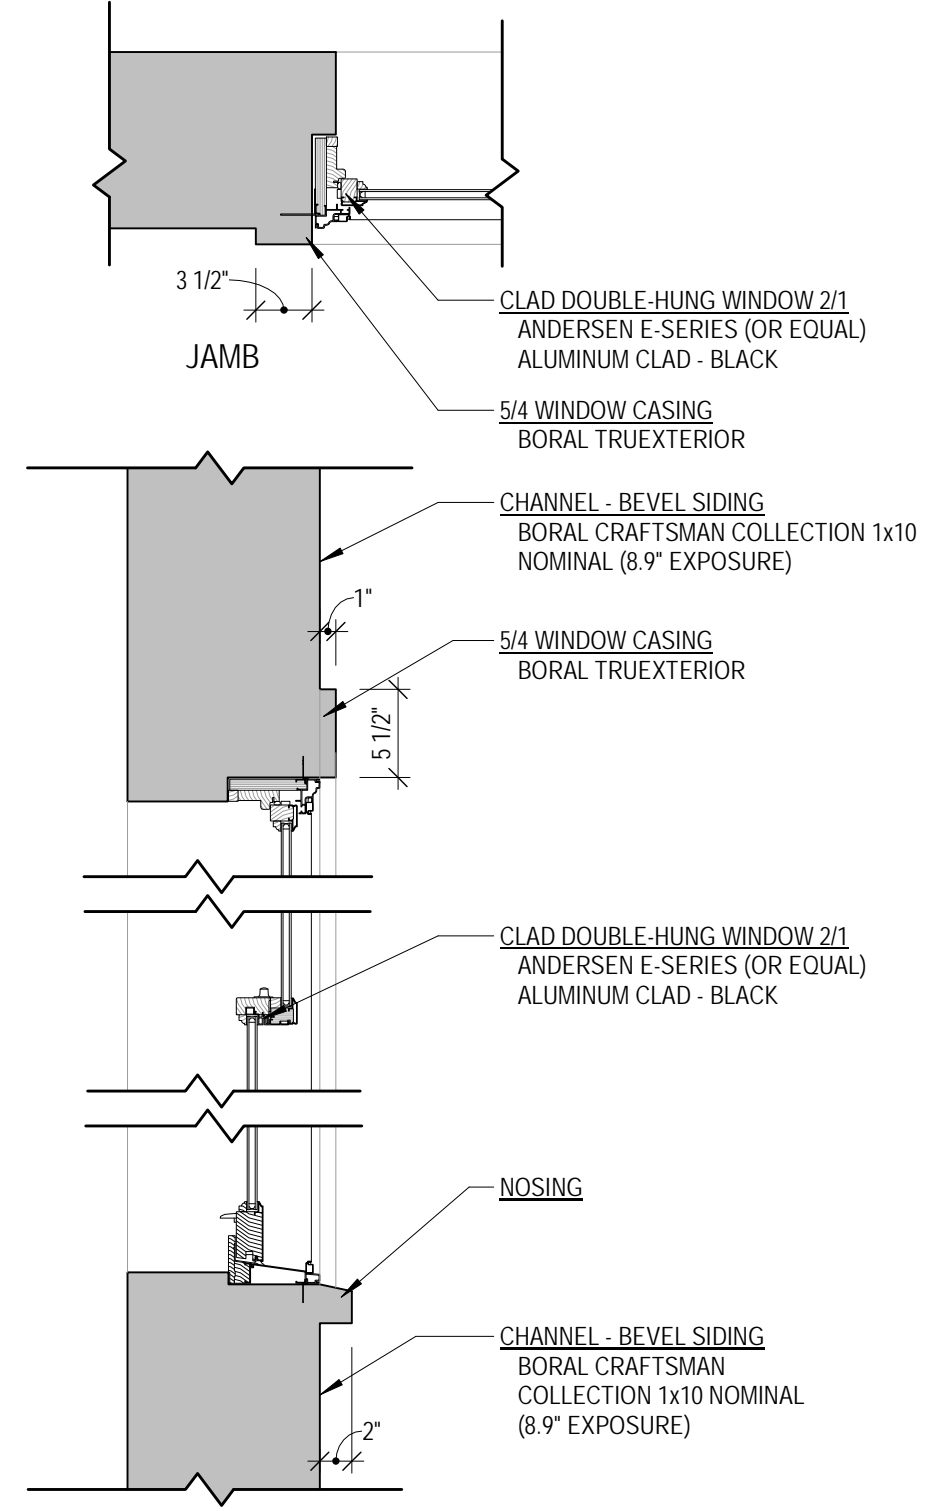 3 1/2"
JAMB
CLAD DOUBLE-HUNG WINDOW 2/1
ANDERSEN E-SERIES (OR EQUAL)
ALUMINUM CLAD - BLACK
5/4 WINDOW CASING
BORAL TRUEXTERIOR
CHANNEL - BEVEL SIDING
BORAL CRAFTSMAN COLLECTION 1x10
NOMINAL (8.9" EXPOSURE)
1"
5/4 WINDOW CASING
BORAL TRUEXTERIOR
5 1/2"
CLAD DOUBLE-HUNG WINDOW 2/1
ANDERSEN E-SERIES (OR EQUAL)
ALUMINUM CLAD - BLACK
NOSING
CHANNEL - BEVEL SIDING
BORAL CRAFTSMAN
COLLECTION 1x10 NOMINAL
(8.9" EXPOSURE)
2"